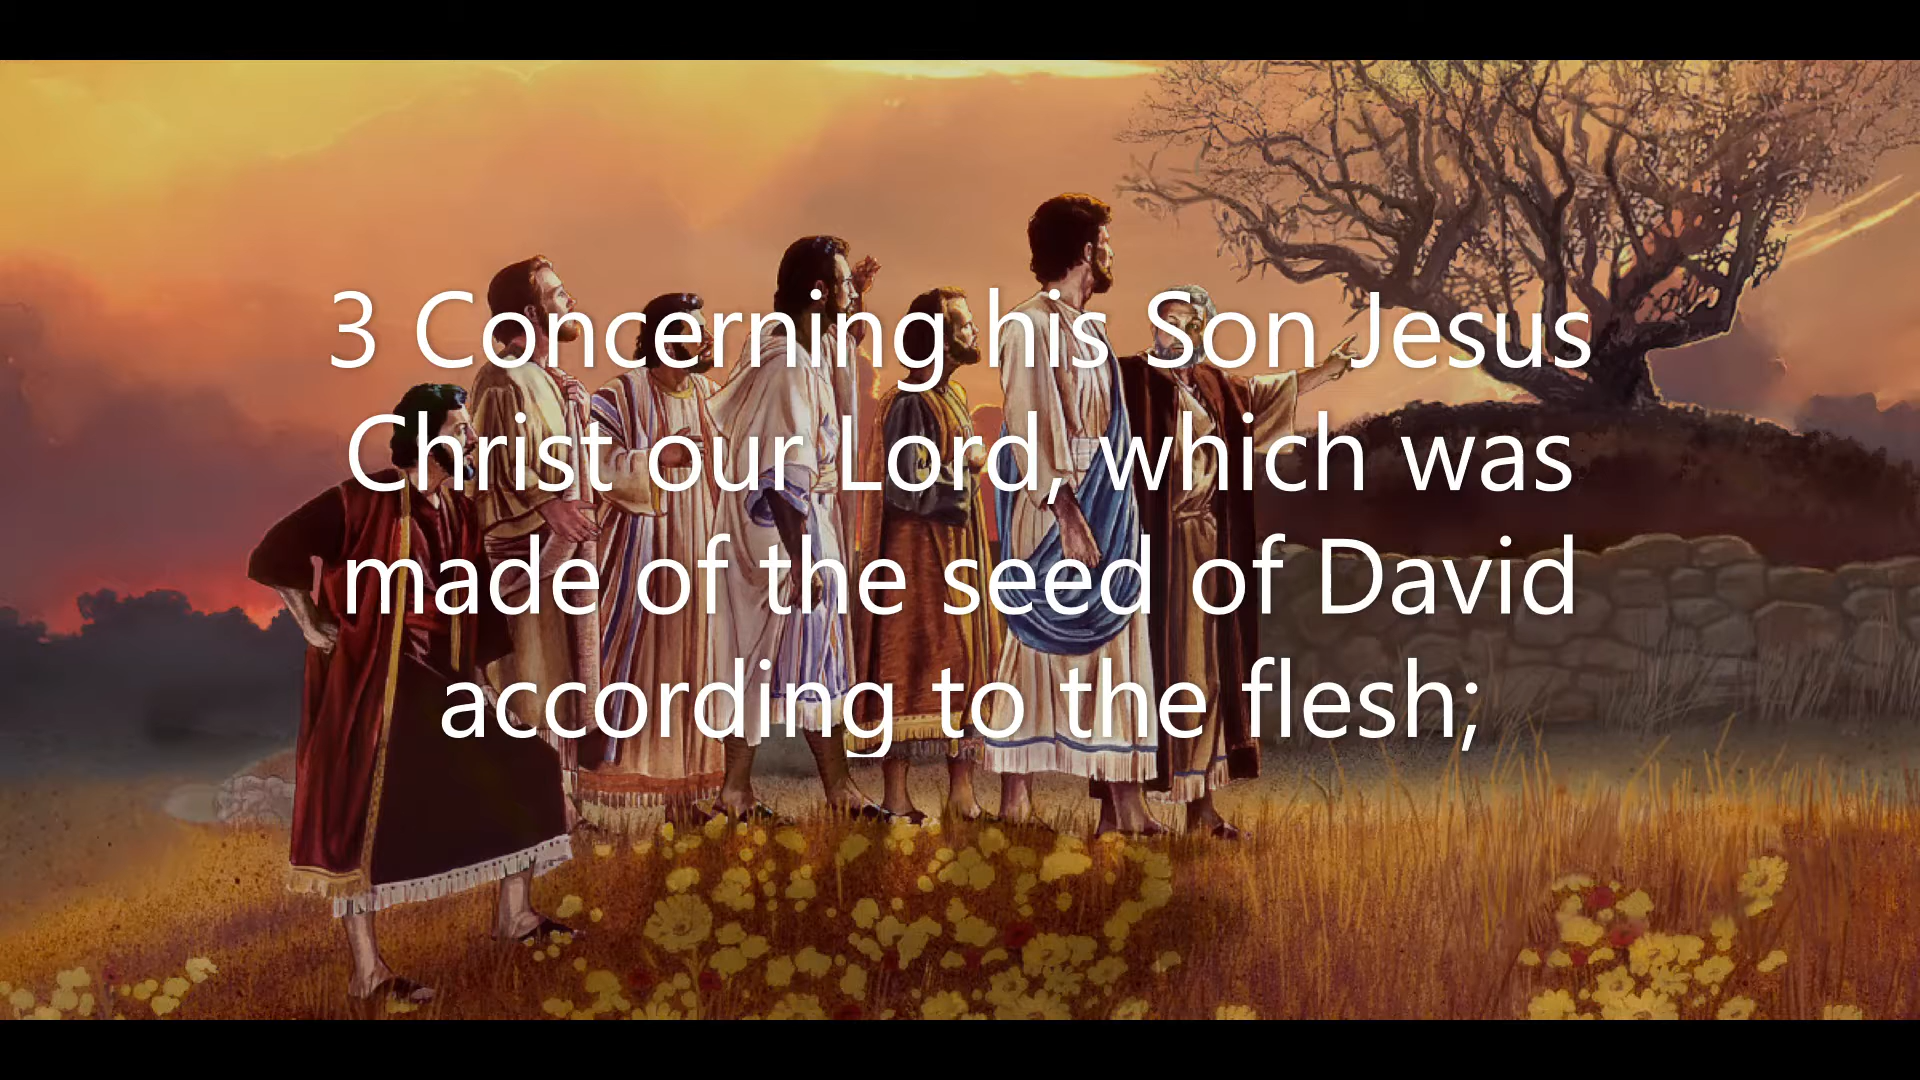 3 Concerning his Son Jesus
Christ our Lord, which was
made of the seed of David
according to the flesh;